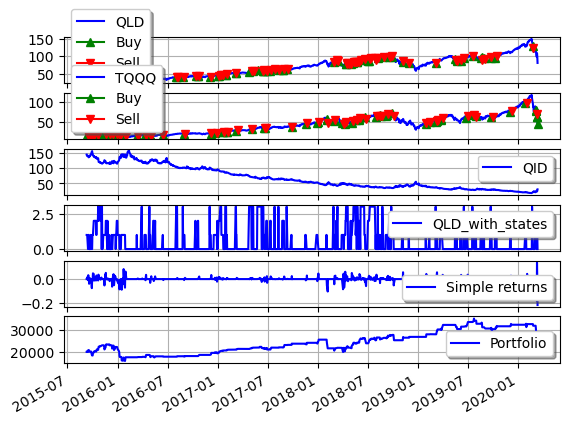 QLD
Buy
Sell
150
100
50
TQQQ
Buy
Sell
100
50
150
100
50
QID
2.5
0.0
QLD_with_states
0.0
−0.2
Simple returns
30000
20000
Portfolio
2015-07
2016-01
2016-07
2017-01
2017-07
2018-01
2018-07
2019-01
2019-07
2020-01